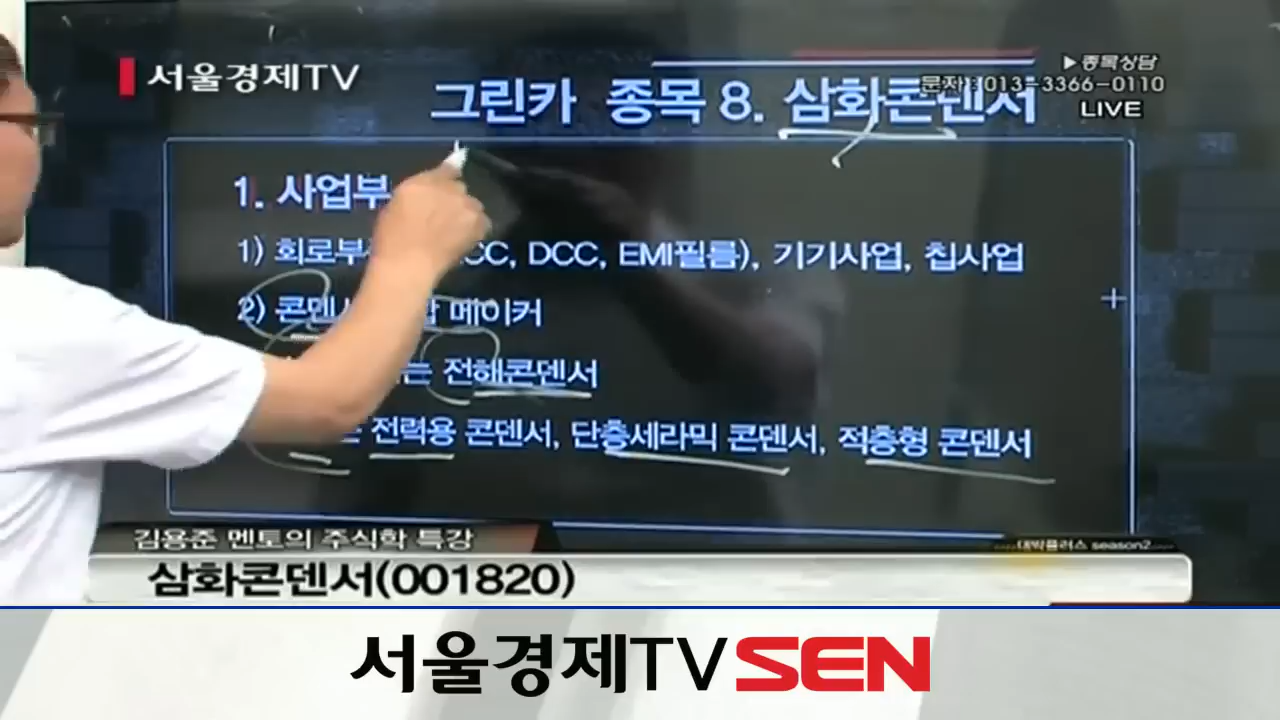 서울경제TV
▶종목상담
문자 : 013-3366-0110
LIVE
그린카 종목 8. 삼화콘덴서
1. 사업부
1) 회로부 CC, DCC, EMI필름), 기기사업, 칩사업
2) 콘덴 메이커
는 전해콘덴서
는 전력용 콘덴서, 단층세라믹 콘덴서, 적층형 콘덴서
김용준 멘토의 주식학 특강
대박플러스 season2
삼화콘덴서(001820)
서울경제TV SEN